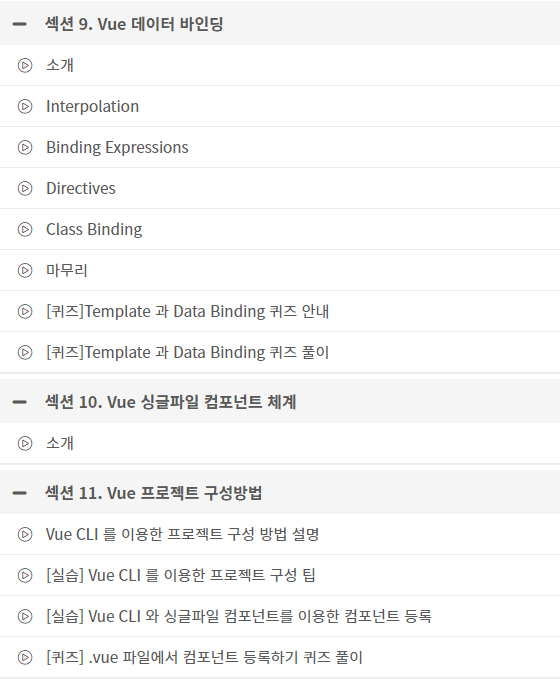 섹션 9. Vue 데이터 바인딩
소개
Interpolation
Binding Expressions
Directives
Class Binding
마무리
[퀴즈]Template 과 Data Binding 퀴즈 안내
[퀴즈]Template 과 Data Binding 퀴즈 풀이
섹션 10. Vue 싱글파일 컴포넌트 체계
소개
섹션 11. Vue 프로젝트 구성방법
Vue CLI 를 이용한 프로젝트 구성 방법 설명
[실습] Vue CLI 를 이용한 프로젝트 구성 팁
[실습] Vue CLI 와 싱글파일 컴포넌트를 이용한 컴포넌트 등록
[퀴즈] .vue 파일에서 컴포넌트 등록하기 퀴즈 풀이